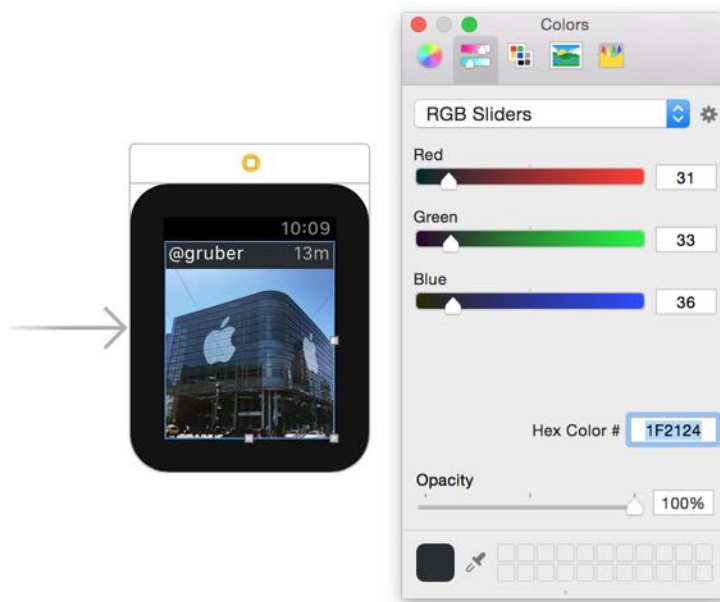 10:09
@gruber
13m
Colors
RGB Sliders
Red
31
Green
33
Blue
36
Hex Color #
1F2124
Opacity
100%